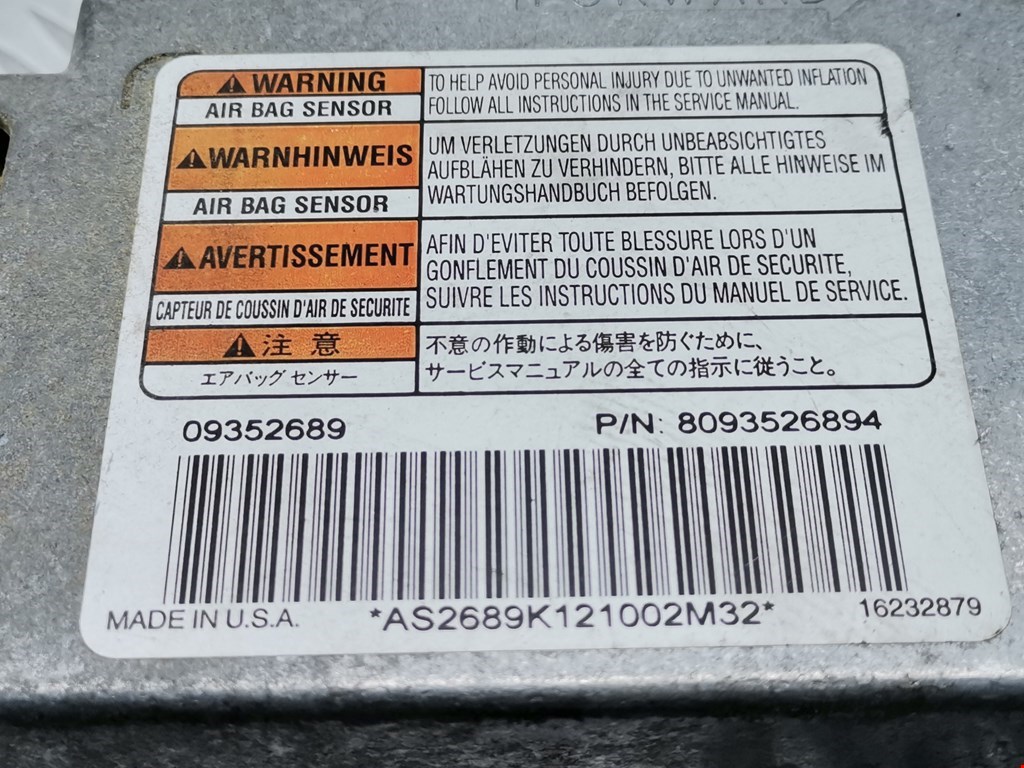 WARNING
AIR BAG SENSOR
TO HELP AVOID PERSONAL INJURY DUE TO UNWANTED INFLATION
FOLLOW ALL INSTRUCTIONS IN THE SERVICE MANUAL.
WARNHINWEIS
AIR BAG SENSOR
UM VERLETZUNGEN DURCH UNBEABSICHTIGTES
AUFBLÄHEN ZU VERHINDERN, BITTE ALLE HINWEISE IM
WARTUNGSHANDBUCH BEFOLGEN.
AVERTISSEMENT
CAPTEUR DE COUSSIN D'AIR DE SECURITE
AFIN D'EVITER TOUTE BLESSURE LORS D'UN
GONFLEMENT DU COUSSIN D'AIR DE SECURITE,
SUIVRE LES INSTRUCTIONS DU MANUEL DE SERVICE.
注 意
エアバッグ センサー
不意の作動による傷害を防ぐために、
サービスマニュアルの全ての指示に従うこと。
09352689
P/N: 8093526894
MADE IN U.S.A.
*AS2689K121002M32*
16232879